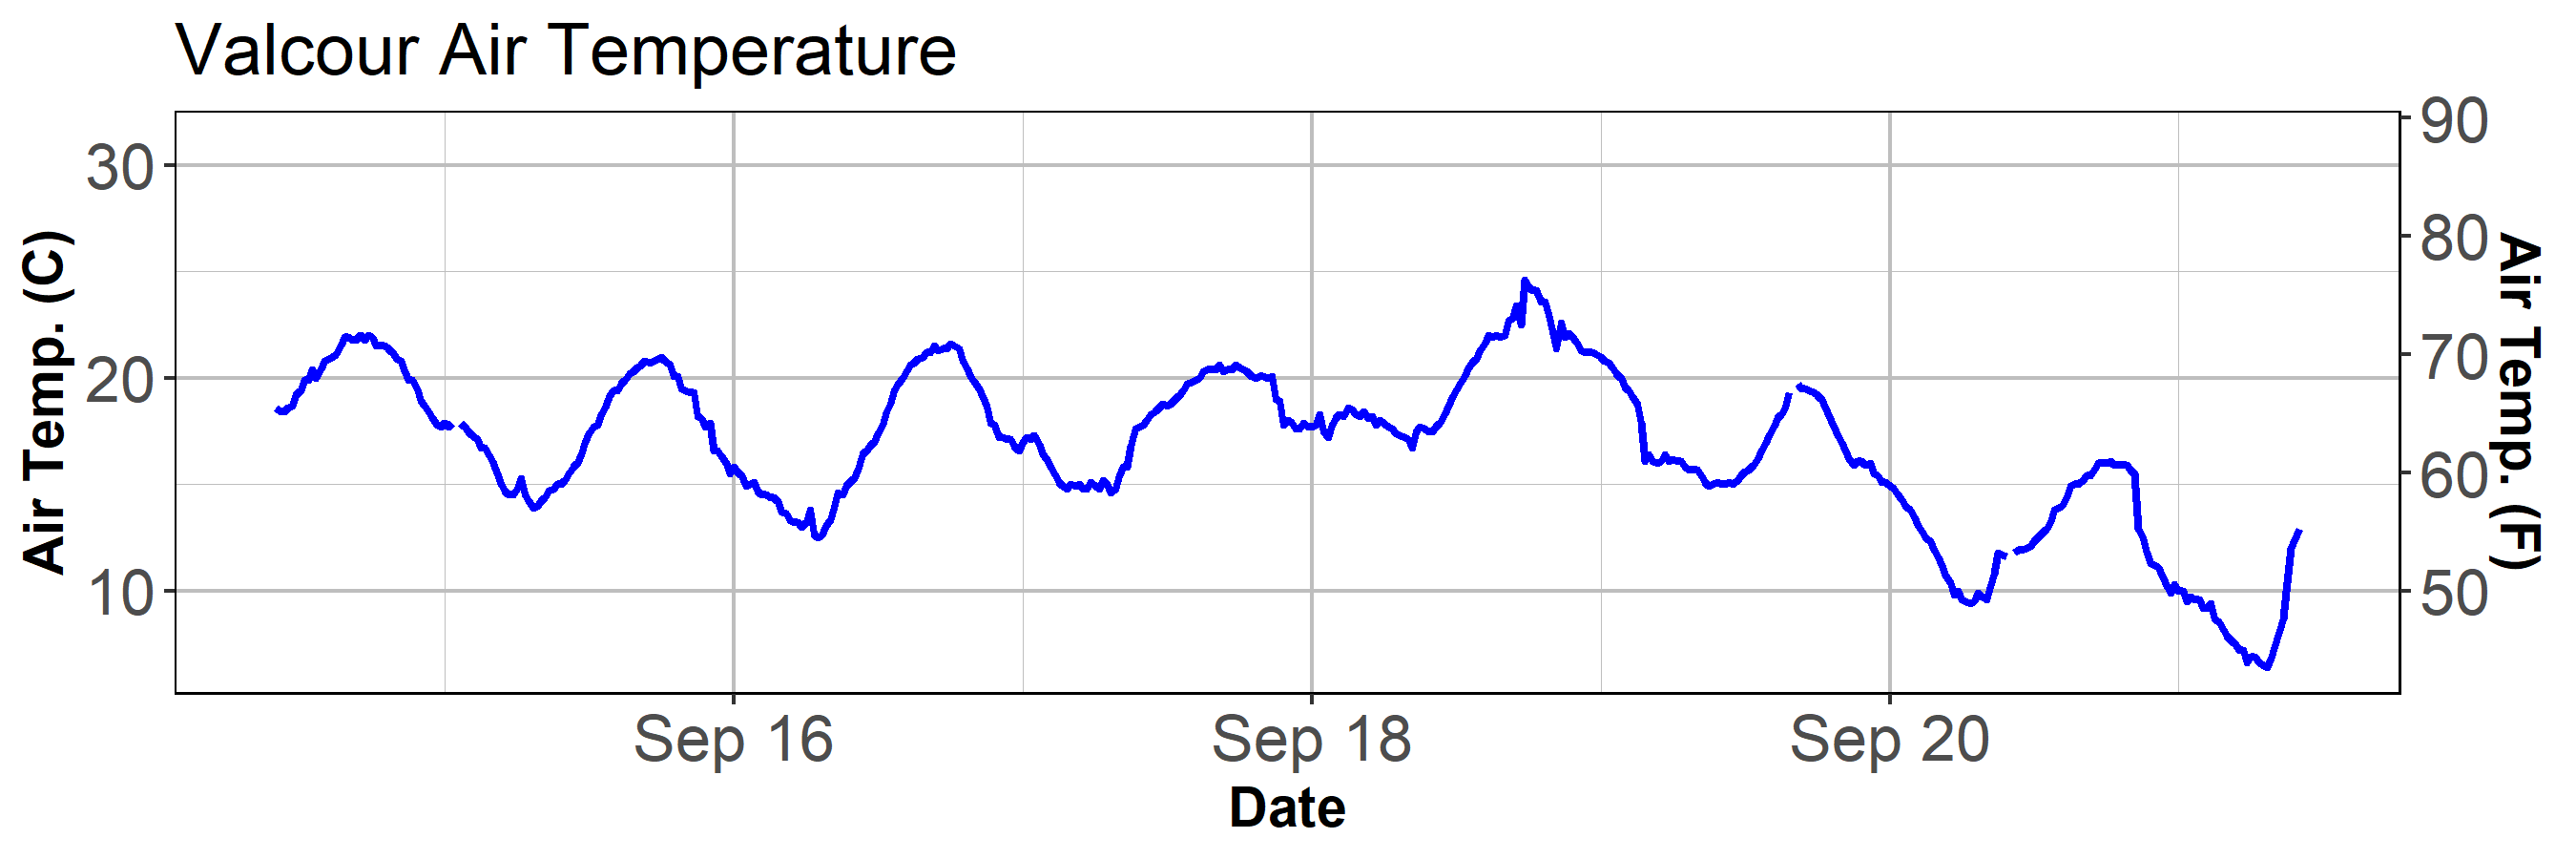 Valcour Air Temperature
Air Temp. (C)
30
20
10
90
80
70
60
50
Air Temp. (F)
Sep 16
Sep 18
Sep 20
Date